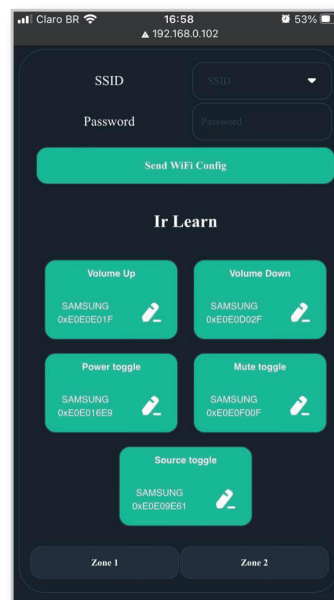 Claro BR 16:58 53%
192.168.0.102
SSID SSID
Password Password
Send WiFi Config
Ir Learn
Volume Up Volume Down
SAMSUNG SAMSUNG
0xE0E0E01F 0xE0E0D02F
Power toggle Mute toggle
SAMSUNG SAMSUNG
0xE0E016E9 0xE0E0F00F
Source toggle
SAMSUNG
0xE0E09E61
Zone 1 Zone 2